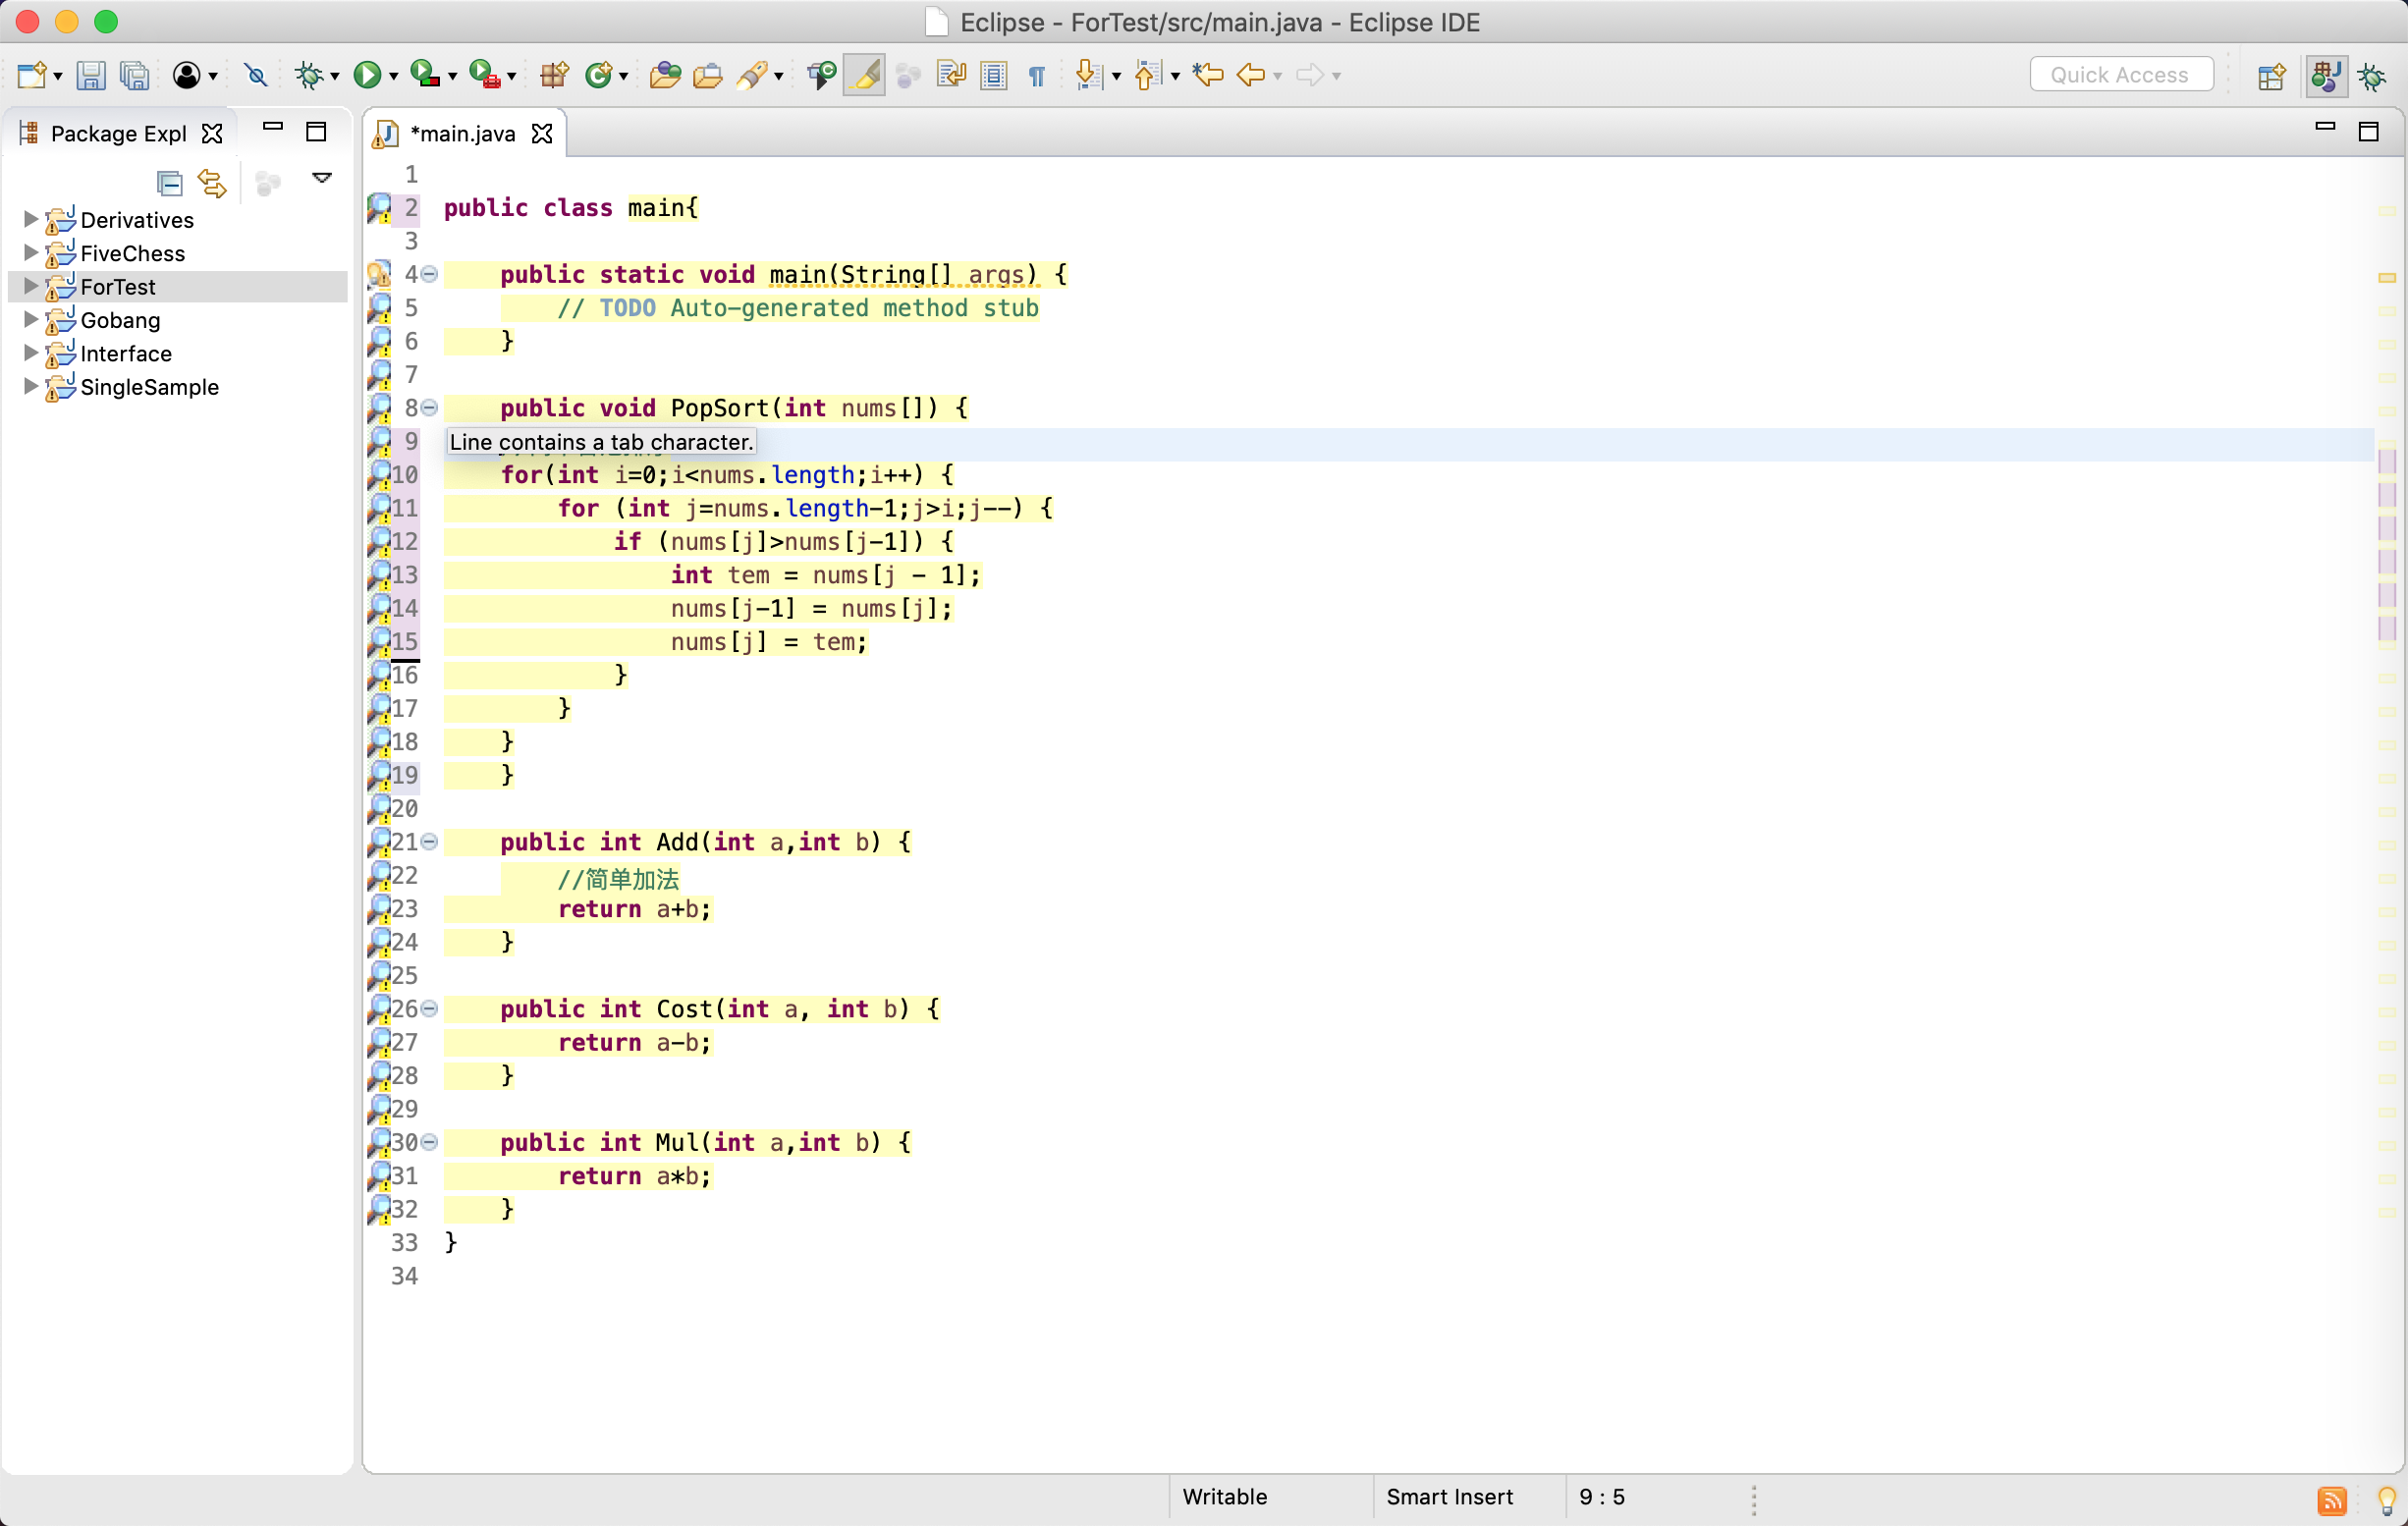 Eclipse - ForTest/src/main.java - Eclipse IDE
Quick Access
Package Expl
*main.java
Derivatives
FiveChess
ForTest
Gobang
Interface
SingleSample
1
2 public class main{
3
4 public static void main(String[] args) {
5 // TODO Auto-generated method stub
6 }
7
8 public void PopSort(int nums[]) {
9 Line contains a tab character.
10 for(int i=0;i<nums.length;i++) {
11 for (int j=nums.length-1;j>i;j--) {
12 if (nums[j]>nums[j-1]) {
13 int tem = nums[j - 1];
14 nums[j-1] = nums[j];
15 nums[j] = tem;
16 }
17 }
18 }
19 }
20
21 public int Add(int a,int b) {
22 //简单加法
23 return a+b;
24 }
25
26 public int Cost(int a, int b) {
27 return a-b;
28 }
29
30 public int Mul(int a,int b) {
31 return a*b;
32 }
33 }
34
Writable
Smart Insert
9 : 5